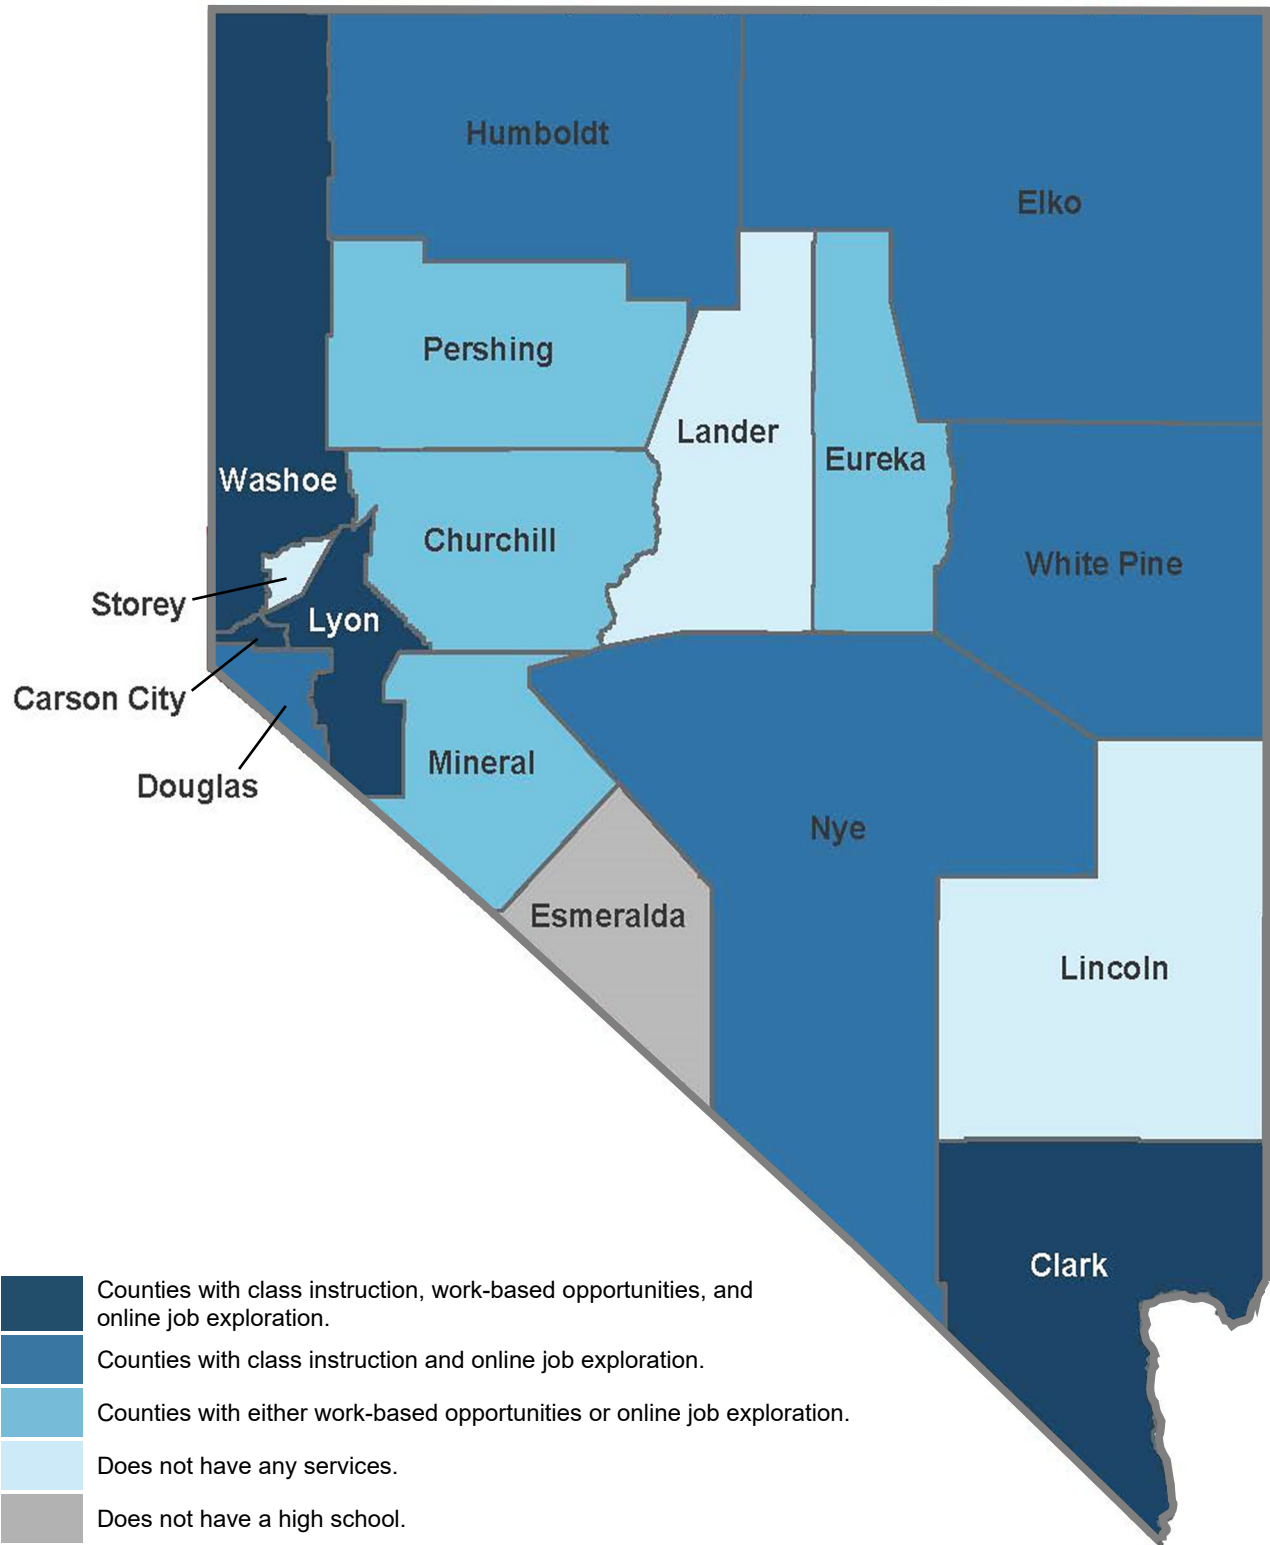 Humboldt
Elko
Pershing
Lander
Eureka
Washoe
Churchill
White Pine
Storey
Lyon
Carson City
Mineral
Douglas
Nye
Esmeralda
Lincoln
Clark
Counties with class instruction, work-based opportunities, and
online job exploration.
Counties with class instruction and online job exploration.
Counties with either work-based opportunities or online job exploration.
Does not have any services.
Does not have a high school.